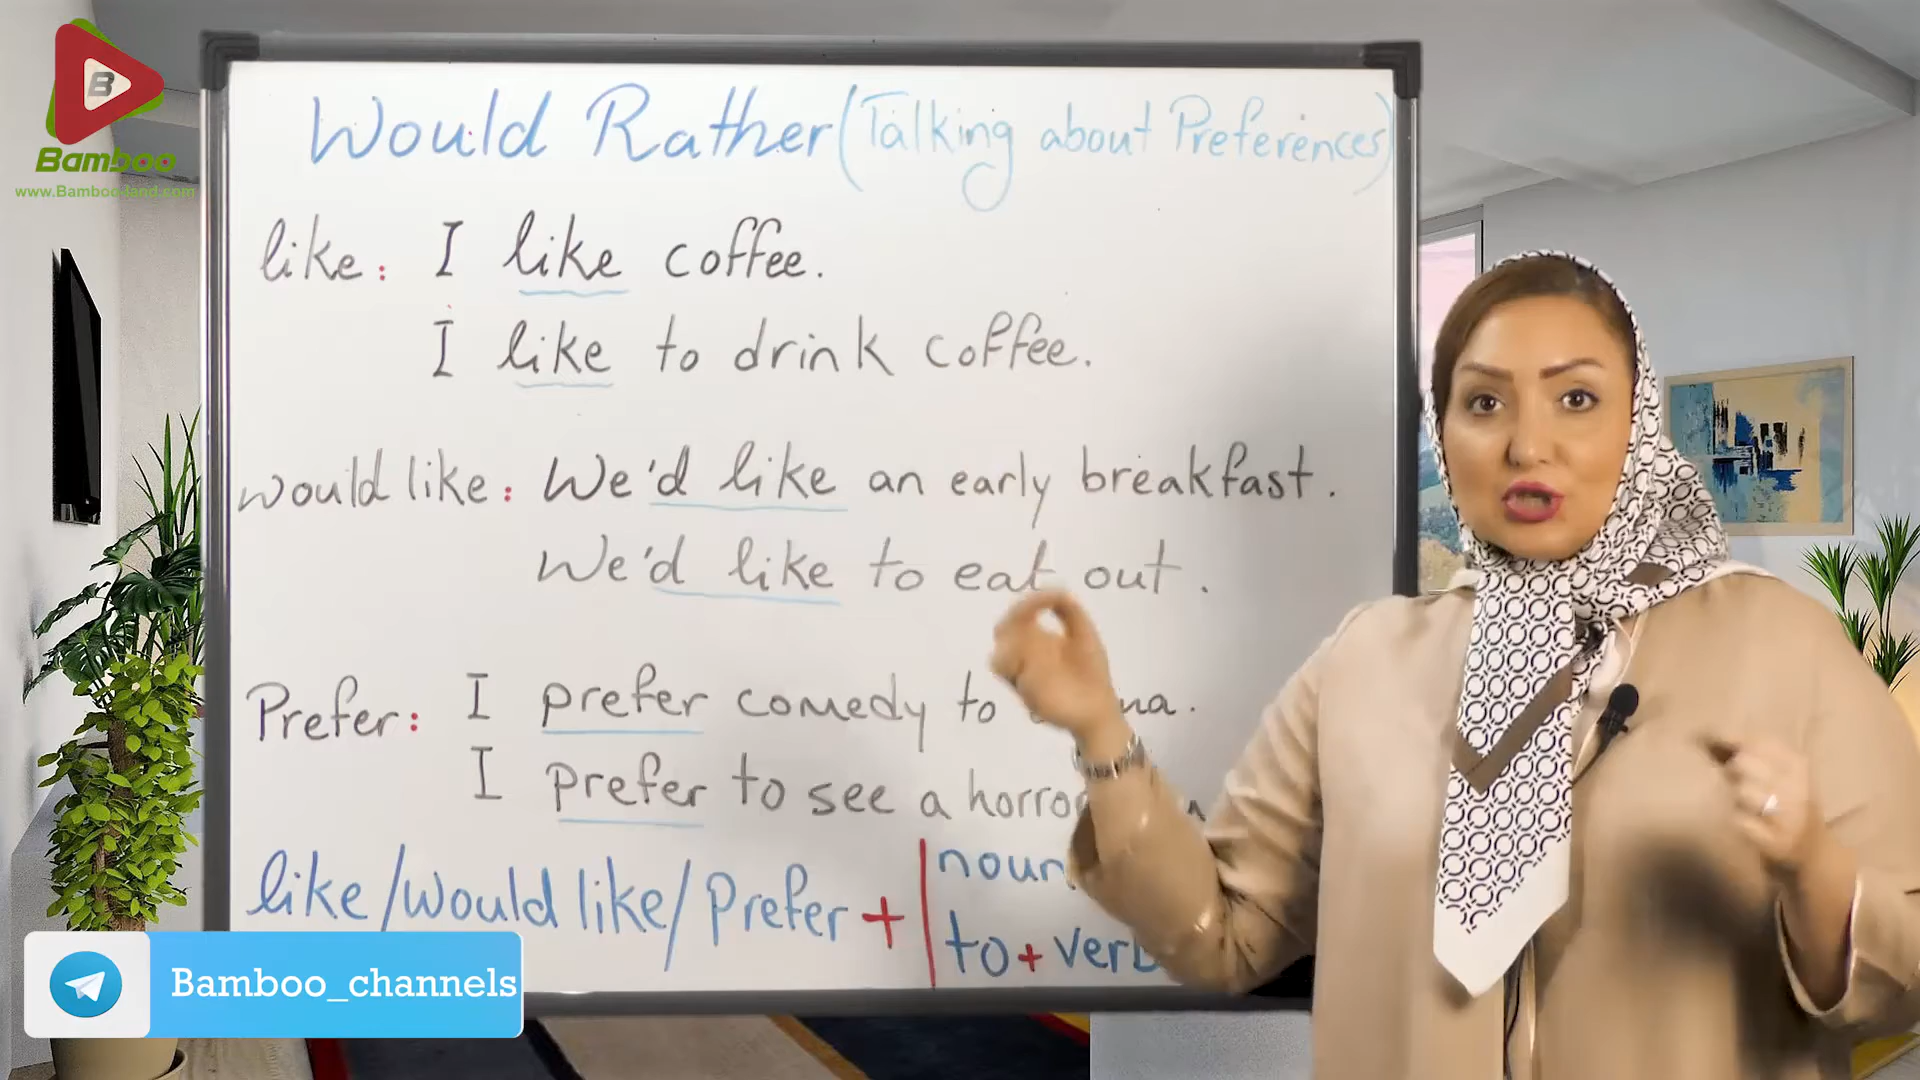 B
Bamboo
www.Bamboo-land.com
Would Rather (Talking about Preferences)
like: I like coffee.
I like to drink coffee.
would like: We'd like an early breakfast.
We'd like to eat out.
Prefer: I prefer comedy to
I prefer to see a horror
like/would like/Prefer + noun
to + verb
Bamboo_channels